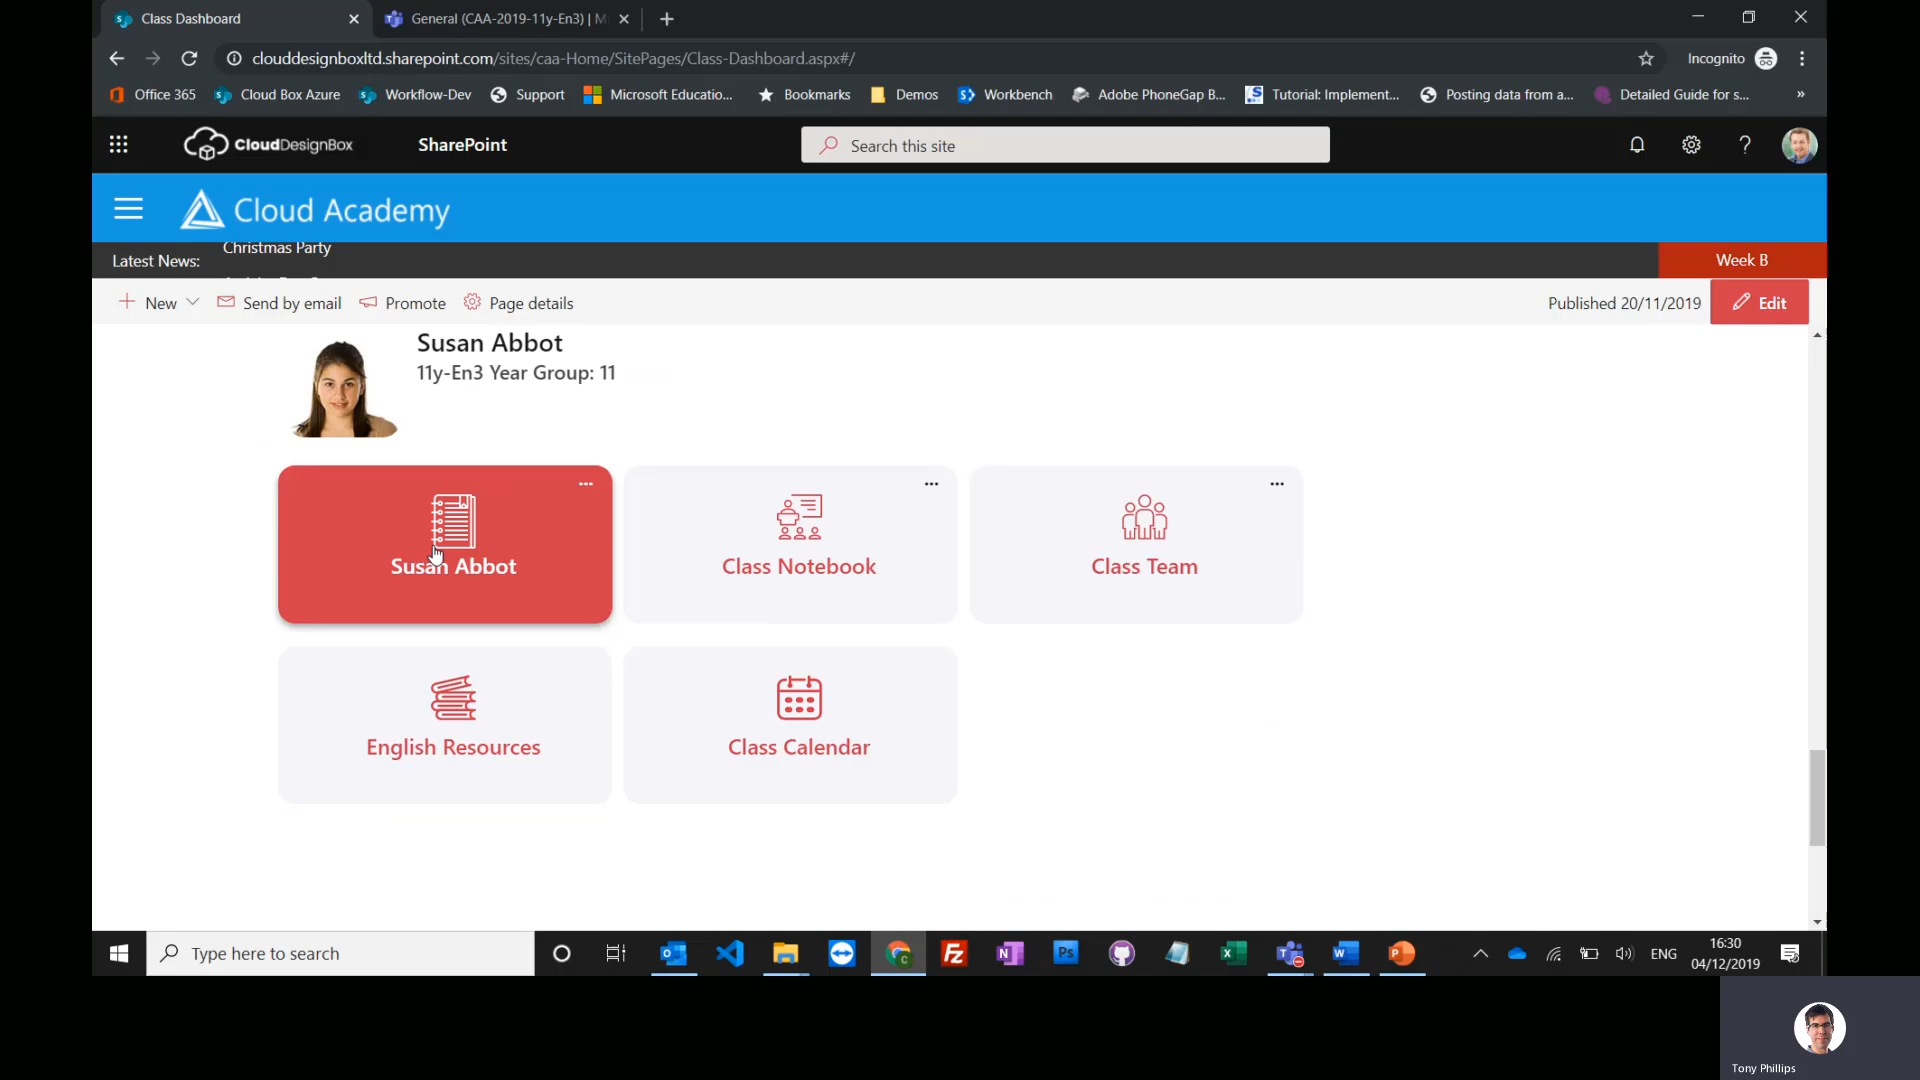 Class Dashboard
General (CAA-2019-11y-En3) | M
clouddesignboxltd.sharepoint.com/sites/caa-Home/SitePages/Class-Dashboard.aspx#/
Incognito
Office 365
Cloud Box Azure
Workflow-Dev
Support
Microsoft Educatio...
Bookmarks
Demos
Workbench
Adobe PhoneGap B...
Tutorial: Implement...
Posting data from a...
Detailed Guide for s...
»
CloudDesignBox
SharePoint
Search this site
Cloud Academy
Latest News:
Christmas Party
Week B
New
Send by email
Promote
Page details
Published 20/11/2019
Edit
Susan Abbot
11y-En3 Year Group: 11
Susan Abbot
Class Notebook
Class Team
English Resources
Class Calendar
Type here to search
ENG
16:30
04/12/2019
Tony Phillips